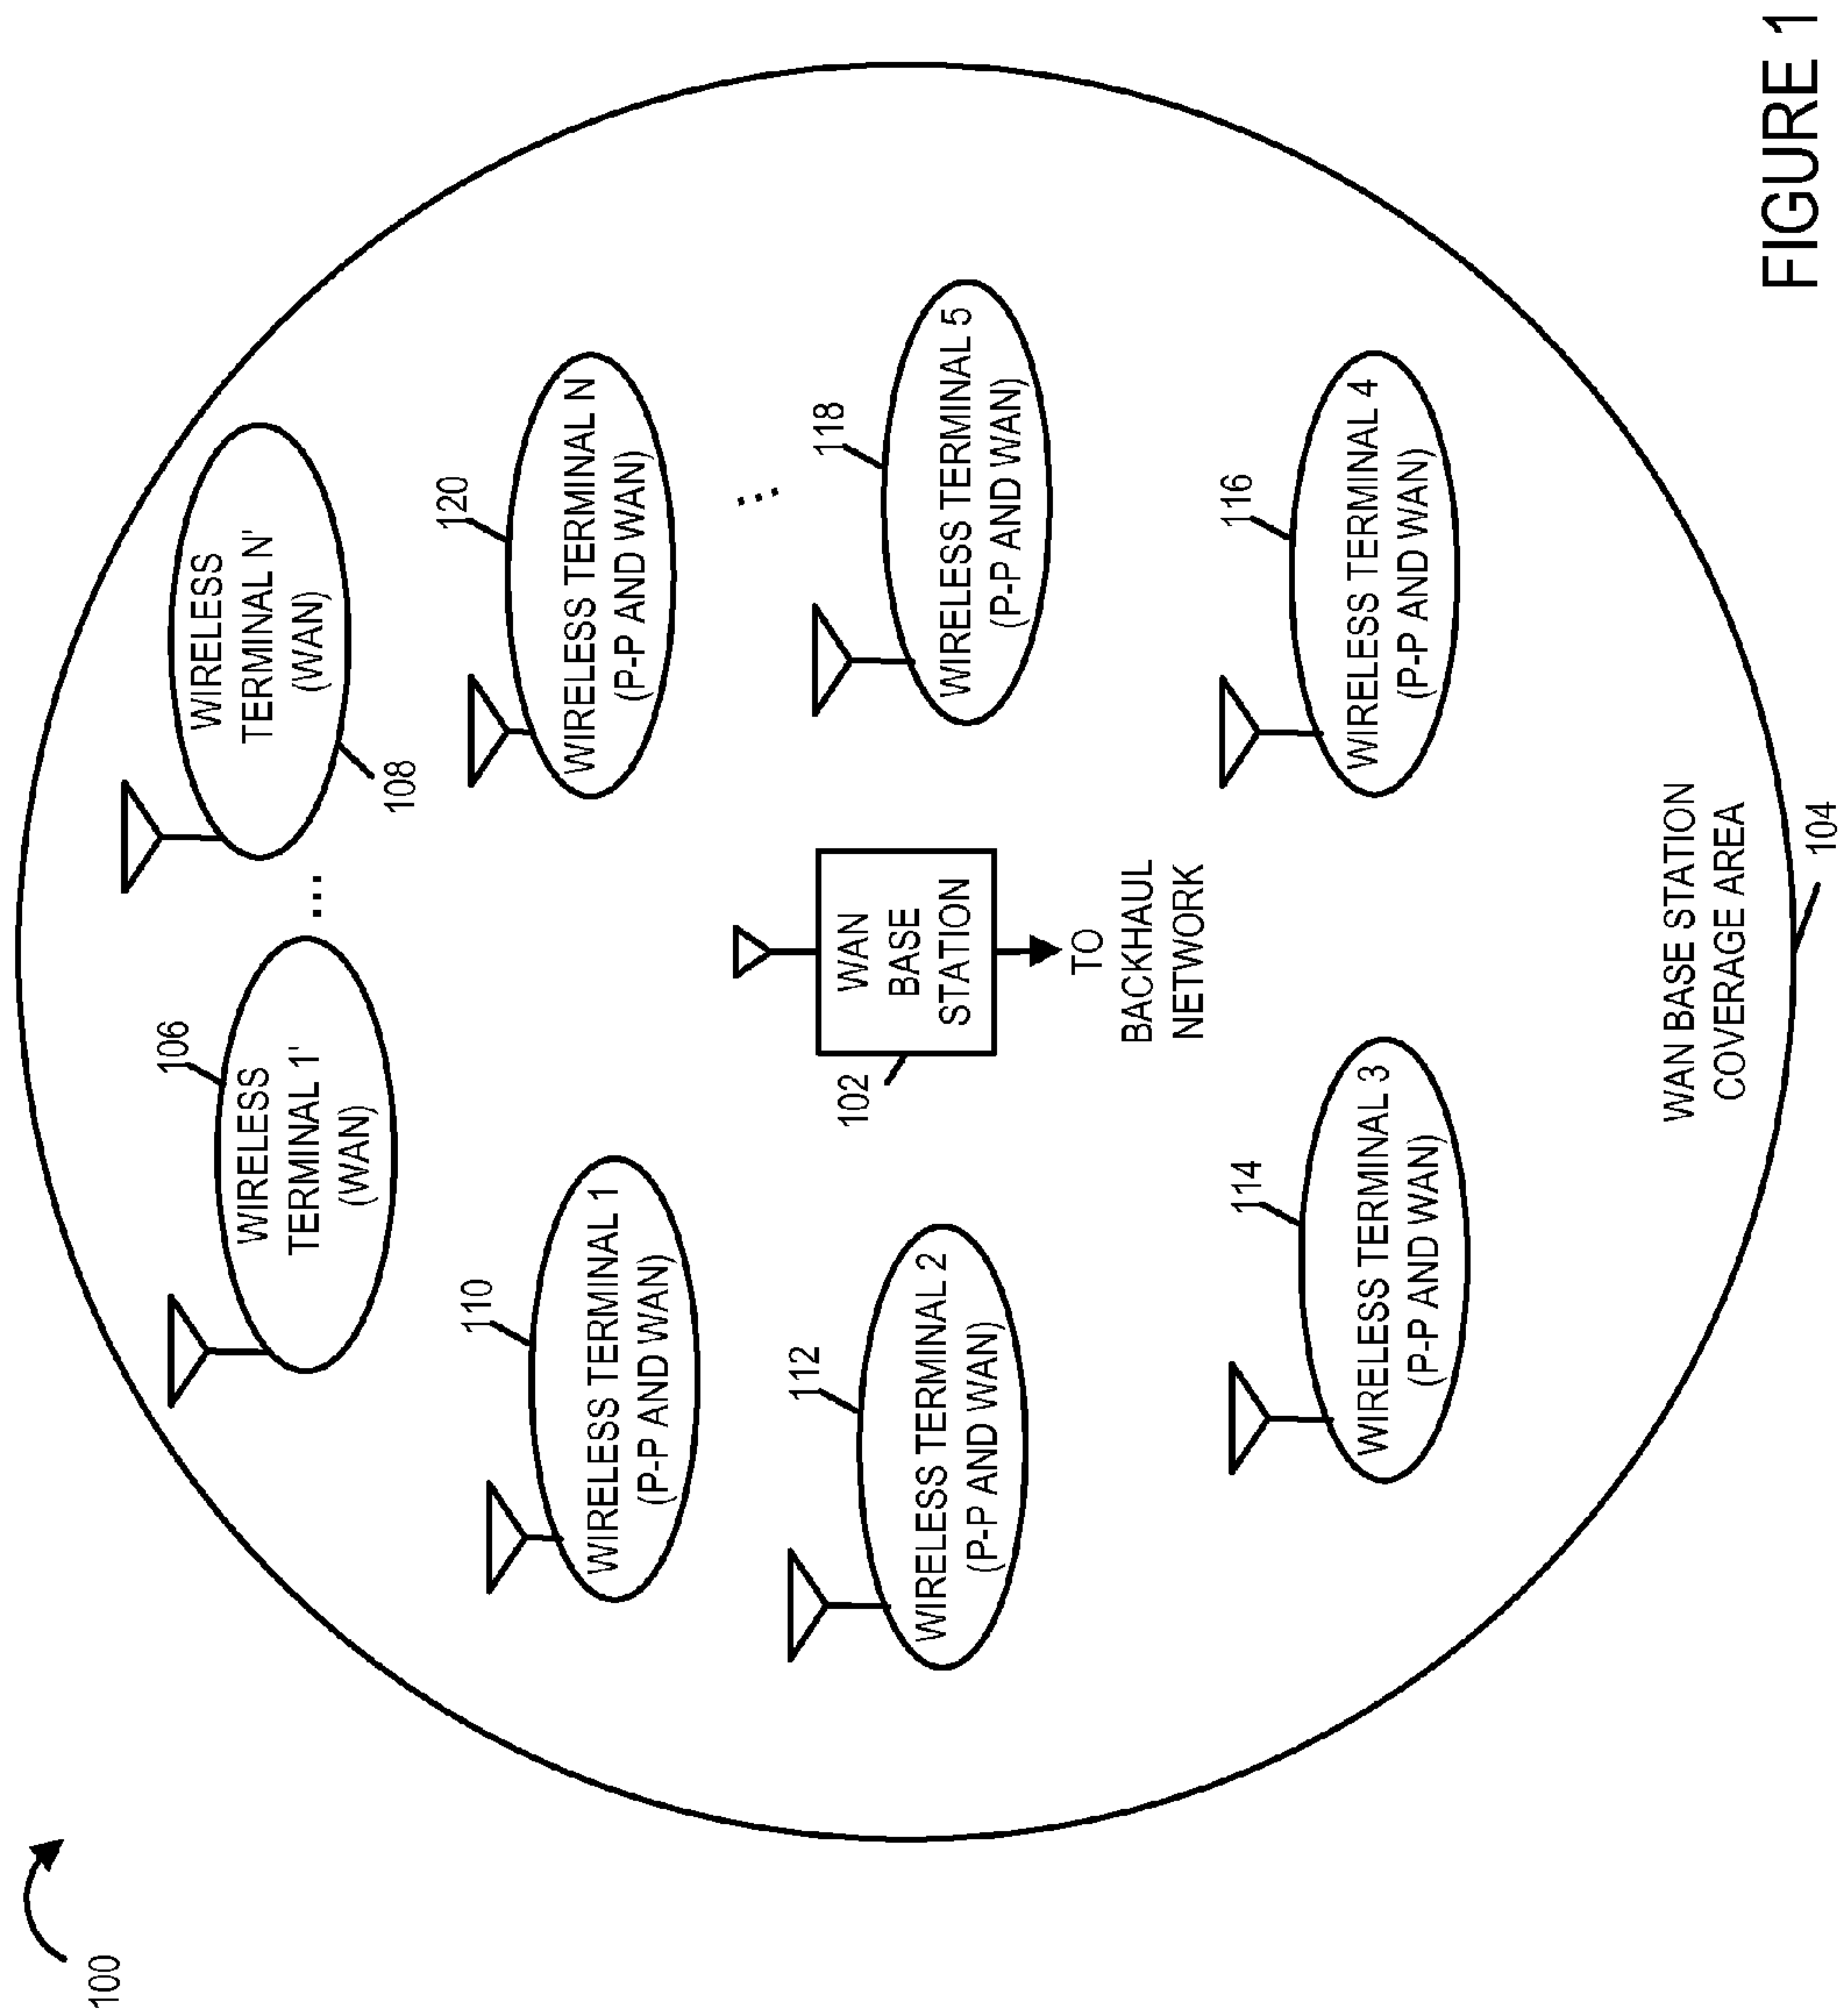 100
106
WIRELESS
TERMINAL 1'
(WAN)
...
WIRELESS
TERMINAL N'
(WAN)
108
110
WIRELESS TERMINAL 1
(P-P AND WAN)
120
WIRELESS TERMINAL N
(P-P AND WAN)
...
112
WIRELESS TERMINAL 2
(P-P AND WAN)
102
WAN
BASE
STATION
TO
BACKHAUL
NETWORK
118
WIRELESS TERMINAL 5
(P-P AND WAN)
114
WIRELESS TERMINAL 3
(P-P AND WAN)
116
WIRELESS TERMINAL 4
(P-P AND WAN)
WAN BASE STATION
COVERAGE AREA
104
FIGURE 1